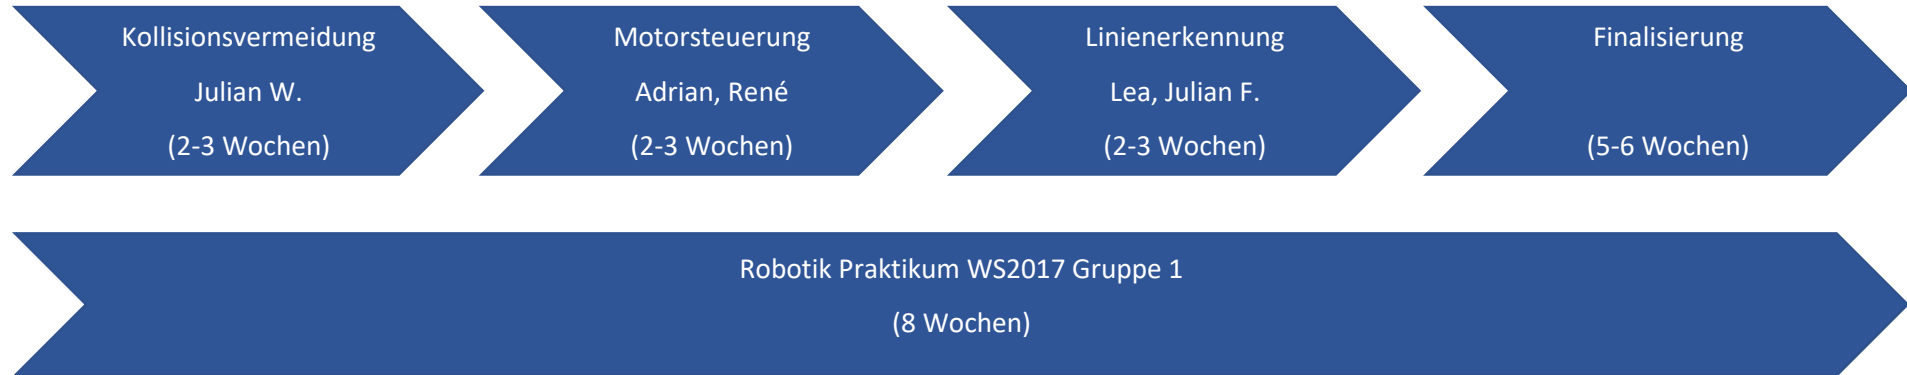 Kollisionsvermeidung
Julian W.
(2-3 Wochen)
Motorsteuerung
Adrian, René
(2-3 Wochen)
Linienerkennung
Lea, Julian F.
(2-3 Wochen)
Finalisierung
(5-6 Wochen)
Robotik Praktikum WS2017 Gruppe 1
(8 Wochen)